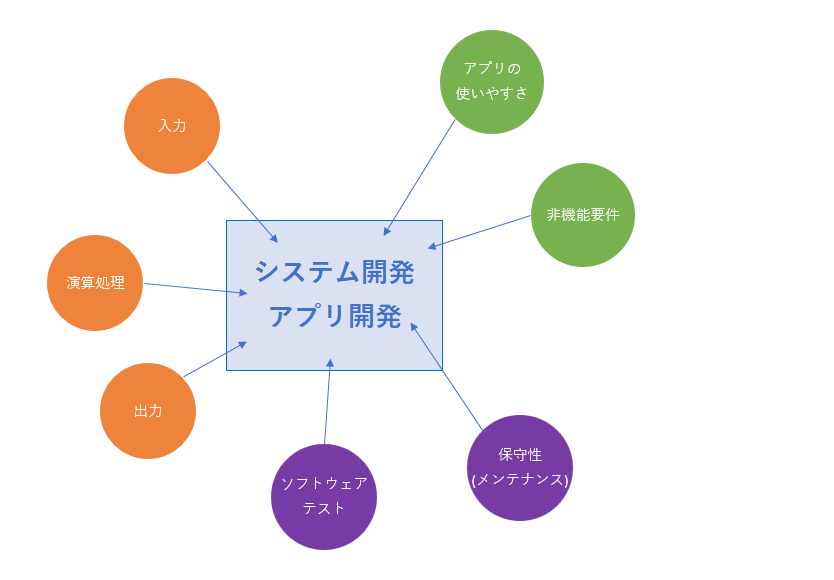 アプリの
使いやすさ
入力
非機能要件
システム開発
アプリ開発
演算処理
出力
保守性
(メンテナンス)
ソフトウェア
テスト